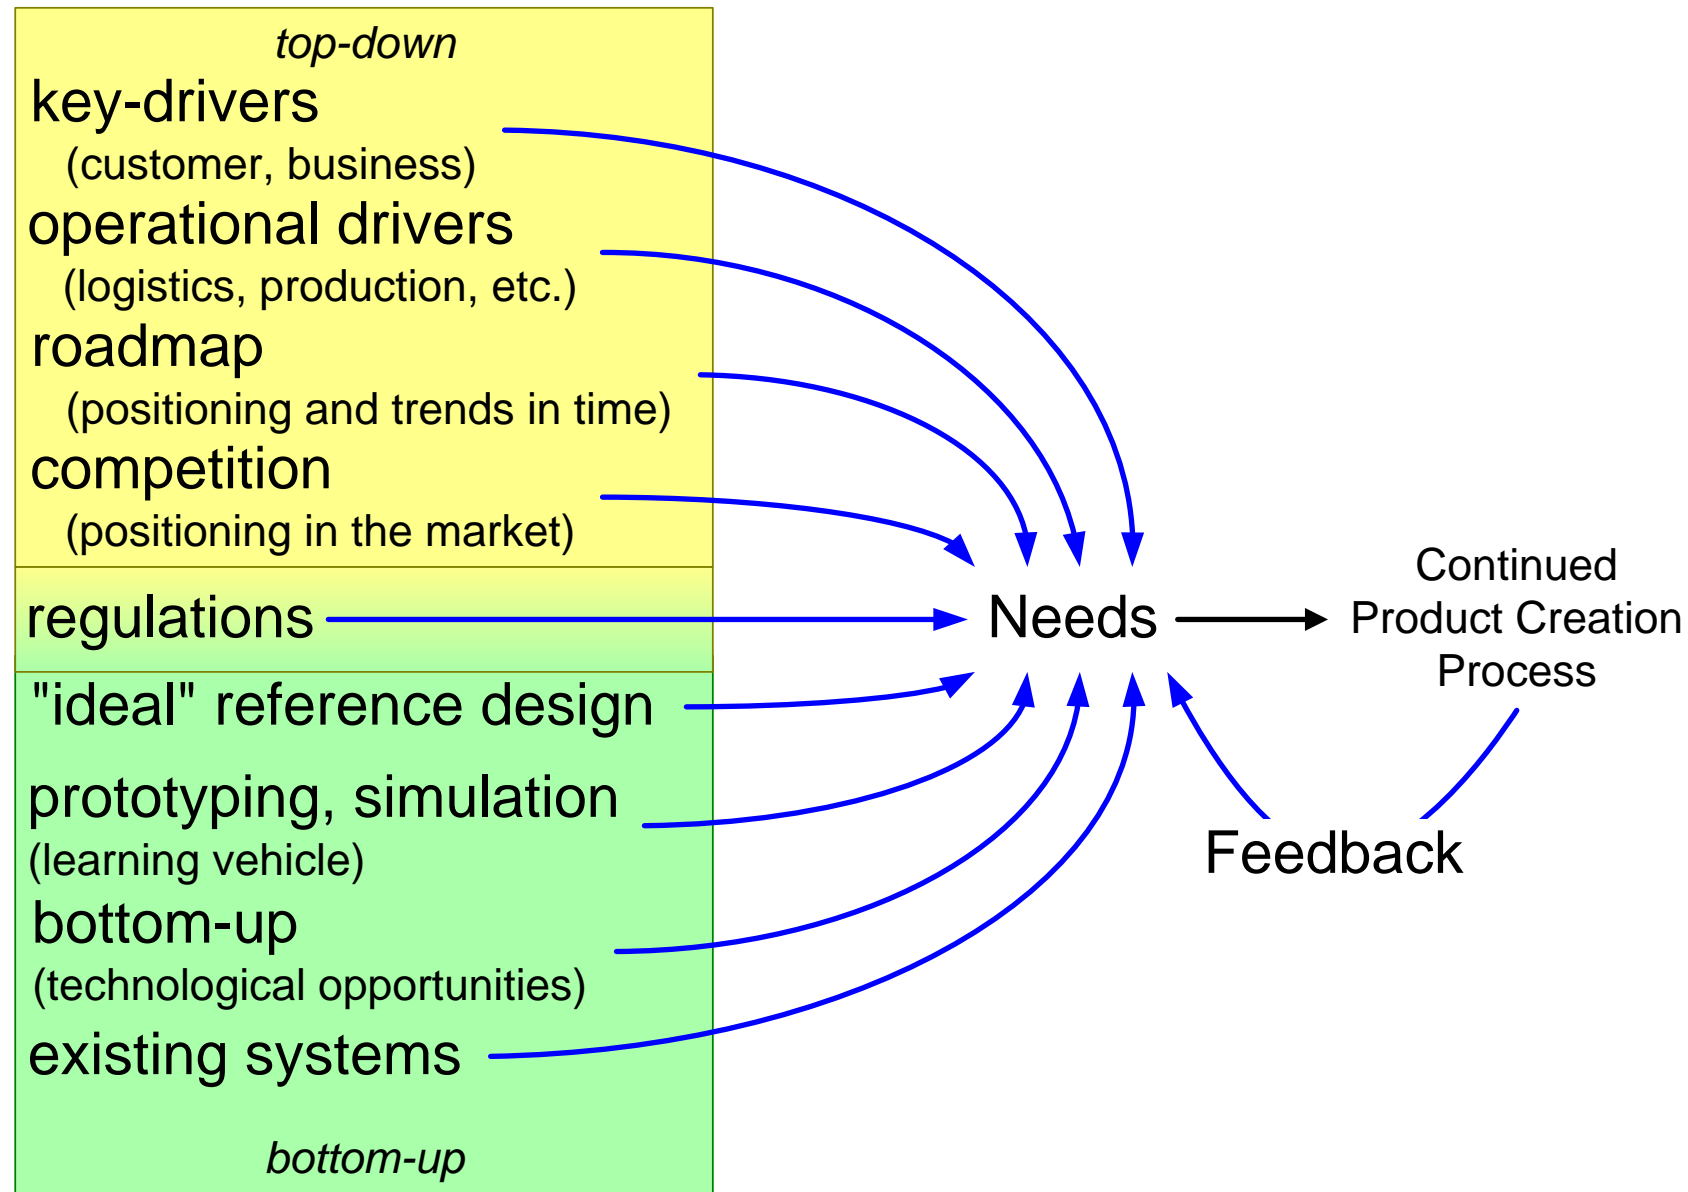 top-down
key-drivers
(customer, business)
operational drivers
(logistics, production, etc.)
roadmap
(positioning and trends in time)
competition
(positioning in the market)
regulations
"ideal" reference design
prototyping, simulation
(learning vehicle)
bottom-up
(technological opportunities)
existing systems
bottom-up
Needs
Continued
Product Creation
Process
Feedback